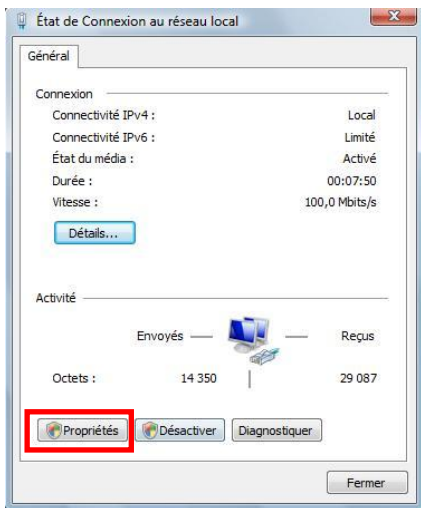 État de Connexion au réseau local
Général
Connexion
Connectivité IPv4 : Local
Connectivité IPv6 : Limité
État du média : Activé
Durée : 00:07:50
Vitesse : 100,0 Mbits/s
Détails...
Activité
Envoyés Reçus
Octets : 14 350 29 087
Propriétés Désactiver Diagnostiquer
Fermer